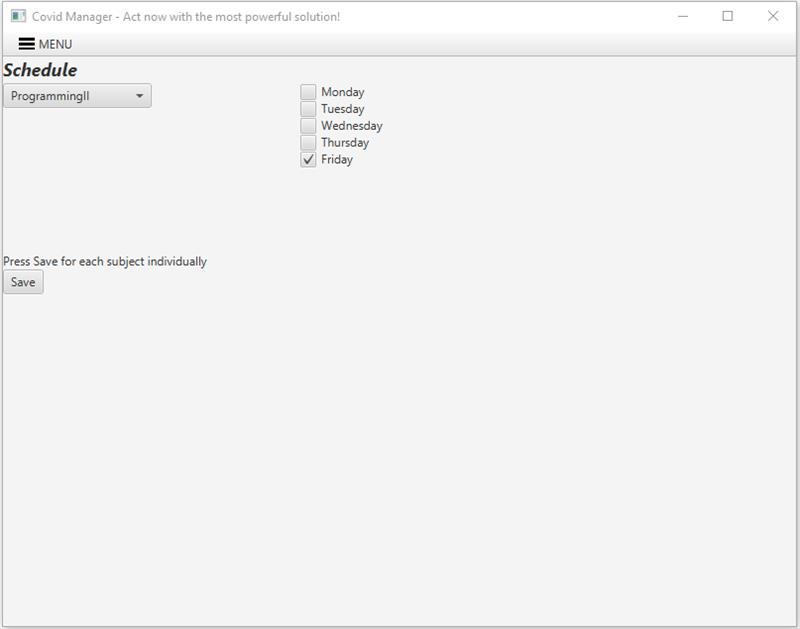 Covid Manager - Act now with the most powerful solution!
MENU
Schedule
ProgrammingII
Monday
Tuesday
Wednesday
Thursday
Friday
Press Save for each subject individually
Save